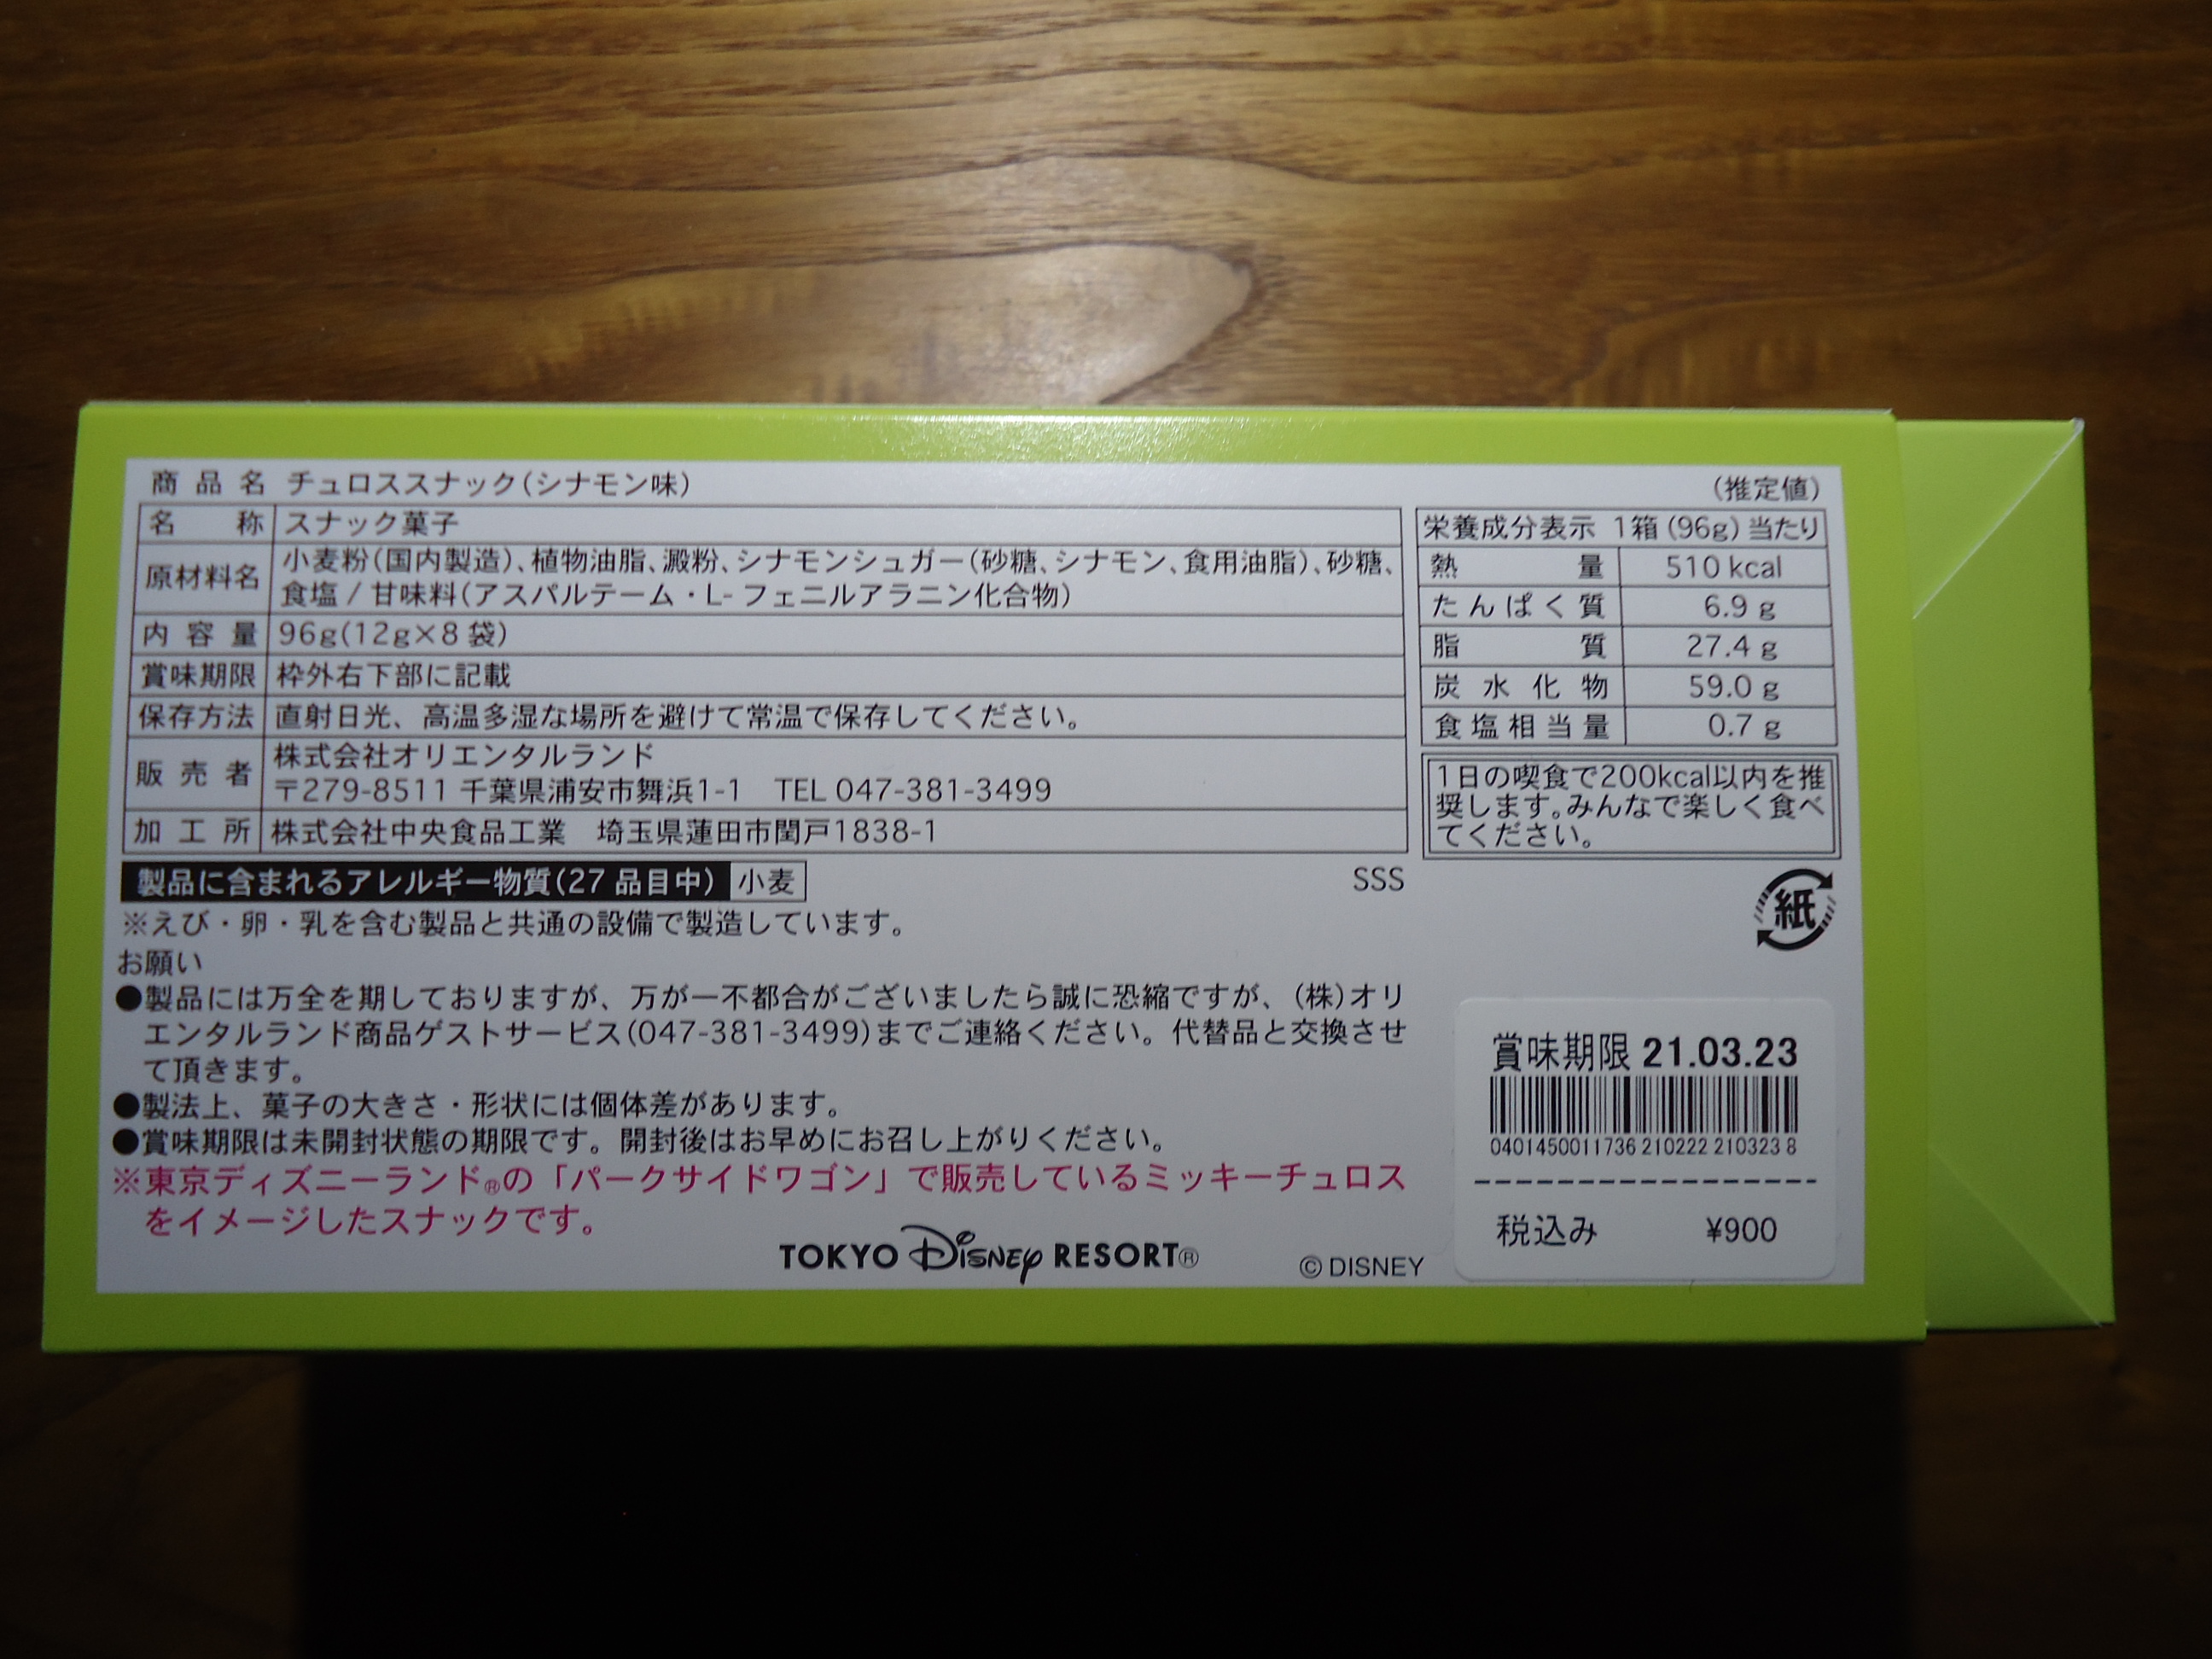 商品名 チュロススナック(シナモン味)
名称 スナック菓子
原材料名 小麦粉(国内製造)、植物油脂、澱粉、シナモンシュガー(砂糖、シナモン、食用油脂)、砂糖、
食塩 / 甘味料(アスパルテーム・L-フェニルアラニン化合物)
内容量 96g(12g×8袋)
賞味期限 枠外右下部に記載
保存方法 直射日光、高温多湿な場所を避けて常温で保存してください。
販売者 株式会社オリエンタルランド
〒279-8511 千葉県浦安市舞浜1-1 TEL 047-381-3499
加工所 株式会社中央食品工業 埼玉県蓮田市閏戸1838-1
製品に含まれるアレルギー物質(27品目中) 小麦
SSS
※えび・卵・乳を含む製品と共通の設備で製造しています。
お願い
●製品には万全を期しておりますが、万が一不都合がございましたら誠に恐縮ですが、(株)オリ
エンタルランド商品ゲストサービス(047-381-3499)までご連絡ください。代替品と交換させ
て頂きます。
●製法上、菓子の大きさ・形状には個体差があります。
●賞味期限は未開封状態の期限です。開封後はお早めにお召し上がりください。
※東京ディズニーランド®の「パークサイドワゴン」で販売しているミッキーチュロス
をイメージしたスナックです。
TOKYO Disney RESORT®
© DISNEY
(推定値)
栄養成分表示 1箱(96g)当たり
熱量 510 kcal
たんぱく質 6.9 g
脂質 27.4 g
炭水化物 59.0 g
食塩相当量 0.7 g
1日の喫食で200kcal以内を推
奨します。みんなで楽しく食べ
てください。
紙
賞味期限 21.03.23
0401450011736 210222 210323 8
税込み ¥900